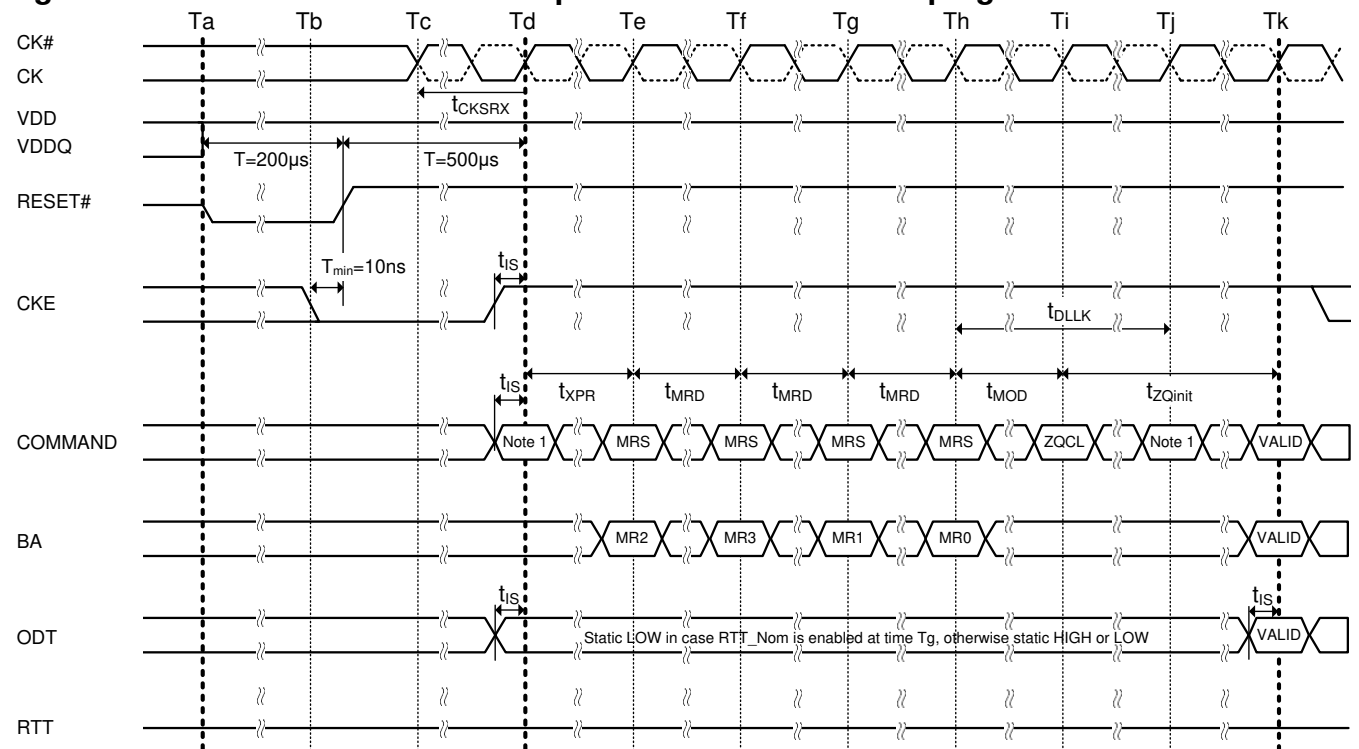 Ta Tb Tc Td Te Tf Tg Th Ti Tj Tk
CK#
CK
tCKSRX
VDD
VDDQ
T=200µs T=500µs
RESET#
Tmin=10ns tIS
CKE
tDLLK
tIS tXPR tMRD tMRD tMRD tMOD tZQinit
COMMAND Note 1 MRS MRS MRS MRS ZQCL Note 1 VALID
BA MR2 MR3 MR1 MR0 VALID
tIS tIS
ODT Static LOW in case RTT_Nom is enabled at time Tg, otherwise static HIGH or LOW VALID
RTT